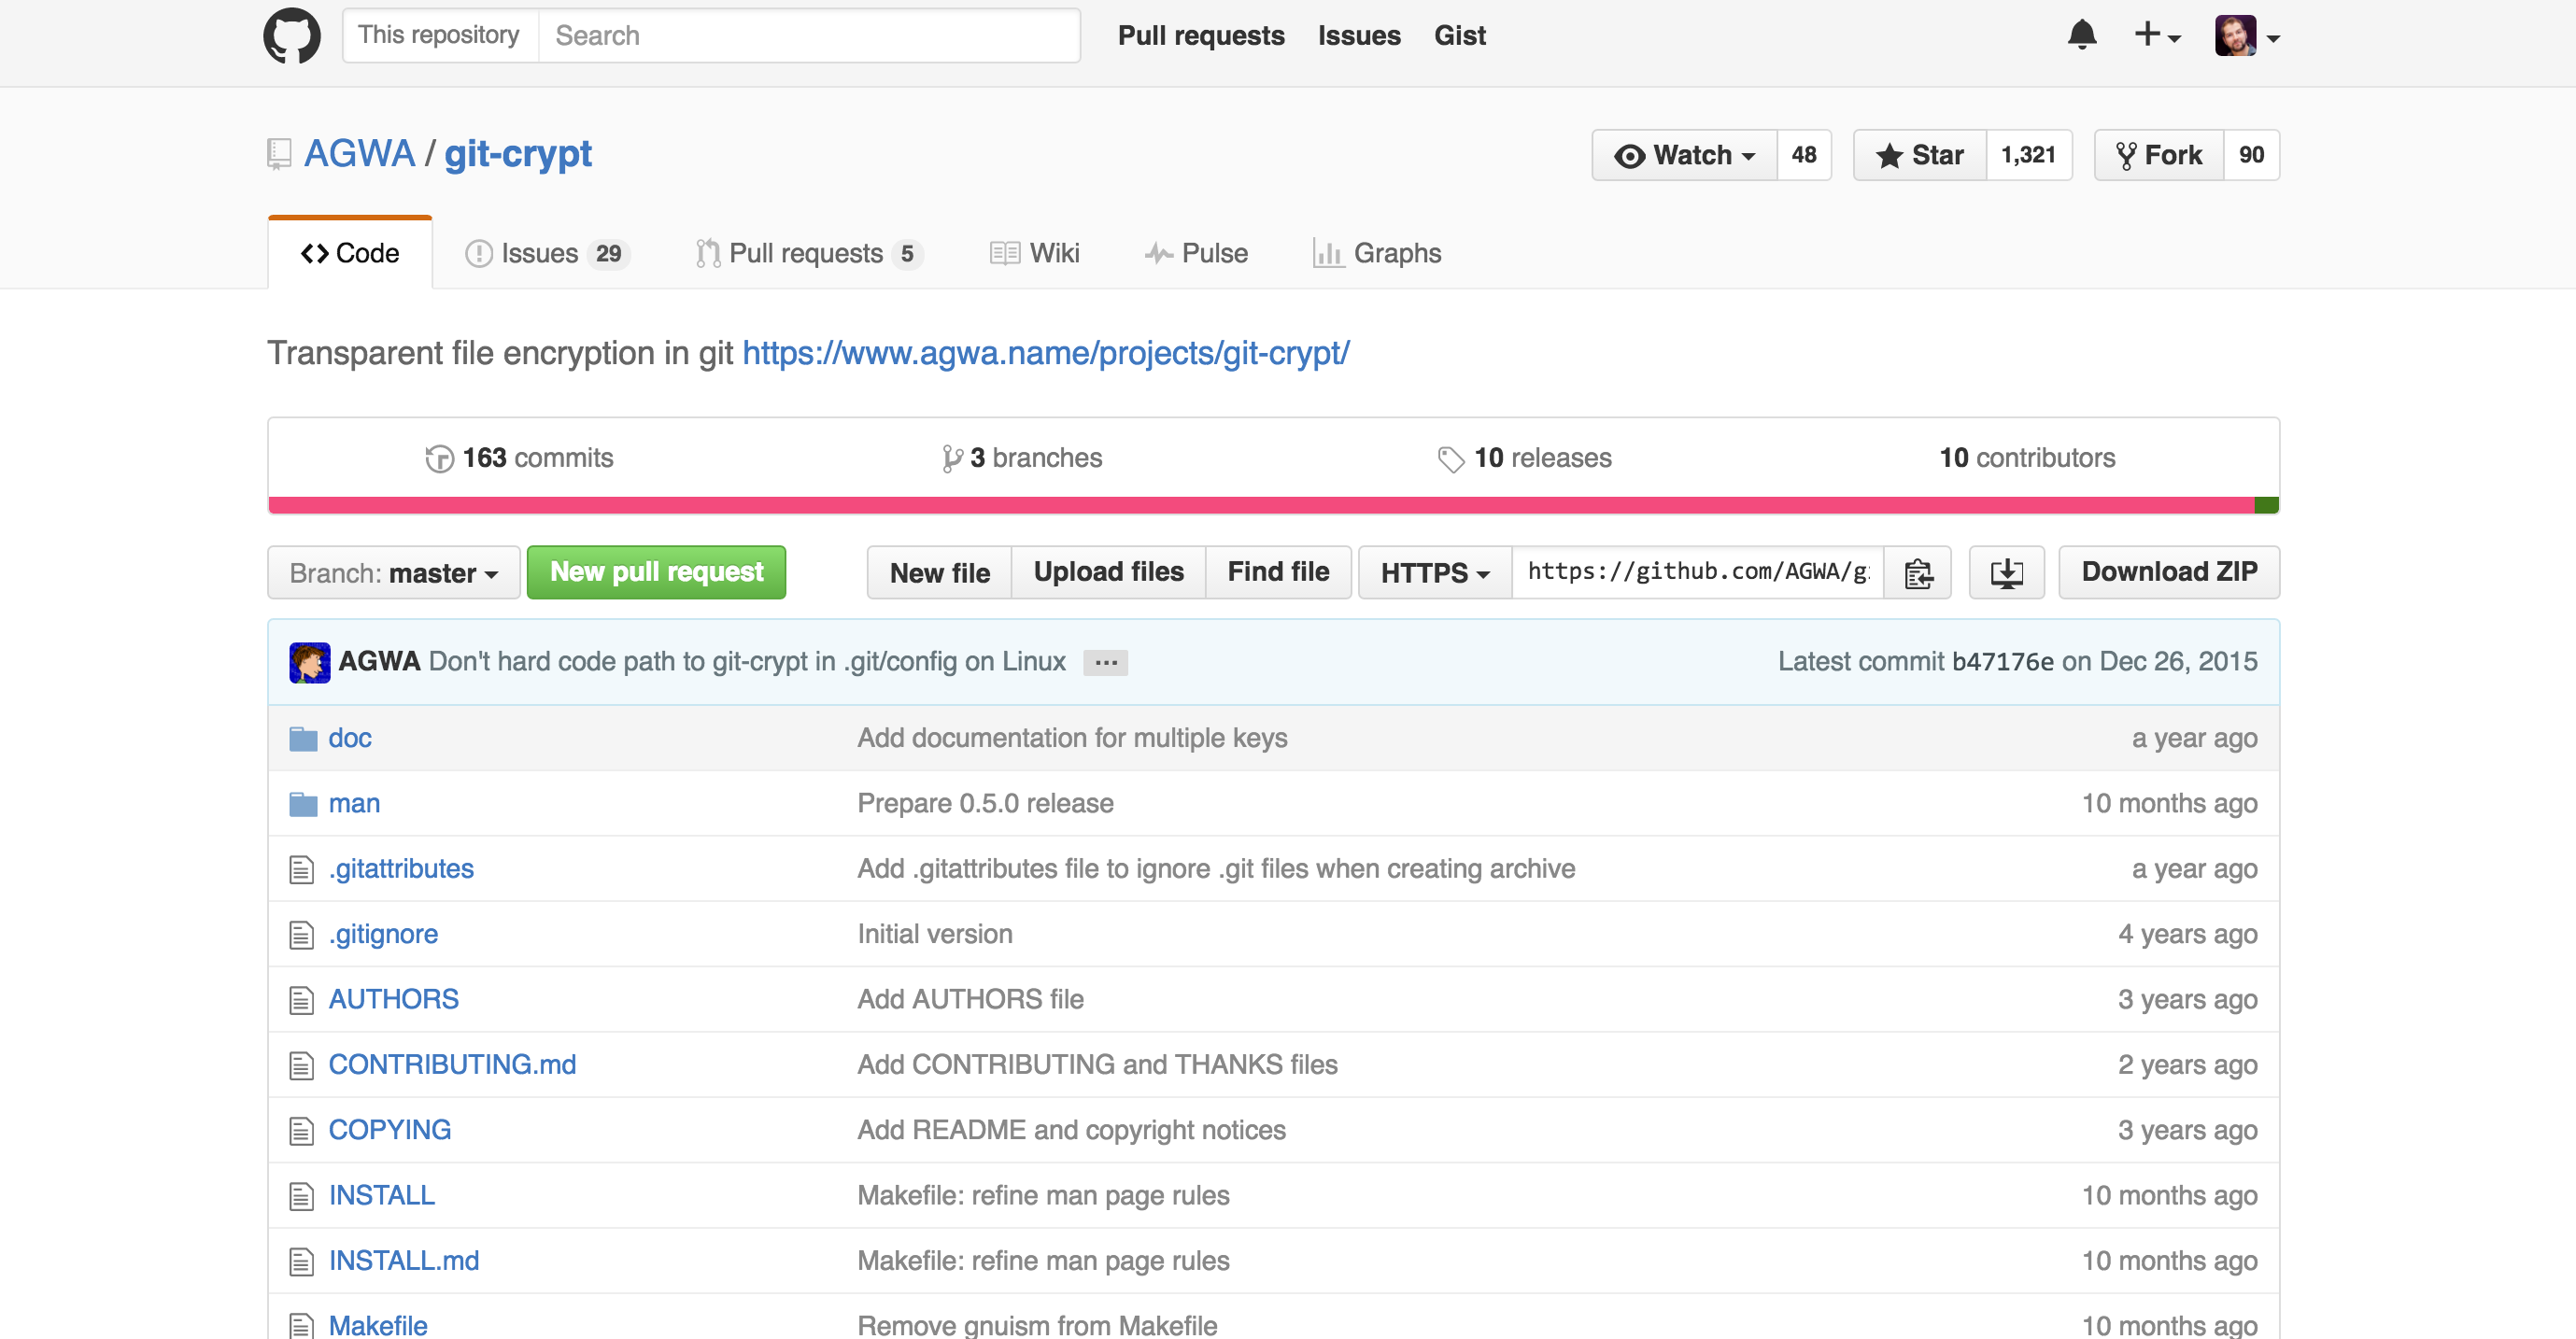 This repository Search Pull requests Issues Gist
AGWA / git-crypt Watch 48 Star 1,321 Fork 90
Code Issues 29 Pull requests 5 Wiki Pulse Graphs
Transparent file encryption in git https://www.agwa.name/projects/git-crypt/
163 commits 3 branches 10 releases 10 contributors
Branch: master New pull request New file Upload files Find file HTTPS https://github.com/AGWA/g Download ZIP
AGWA Don't hard code path to git-crypt in .git/config on Linux ... Latest commit b47176e on Dec 26, 2015
doc Add documentation for multiple keys a year ago
man Prepare 0.5.0 release 10 months ago
.gitattributes Add .gitattributes file to ignore .git files when creating archive a year ago
.gitignore Initial version 4 years ago
AUTHORS Add AUTHORS file 3 years ago
CONTRIBUTING.md Add CONTRIBUTING and THANKS files 2 years ago
COPYING Add README and copyright notices 3 years ago
INSTALL Makefile: refine man page rules 10 months ago
INSTALL.md Makefile: refine man page rules 10 months ago
Makefile Remove gnuism from Makefile 10 months ago